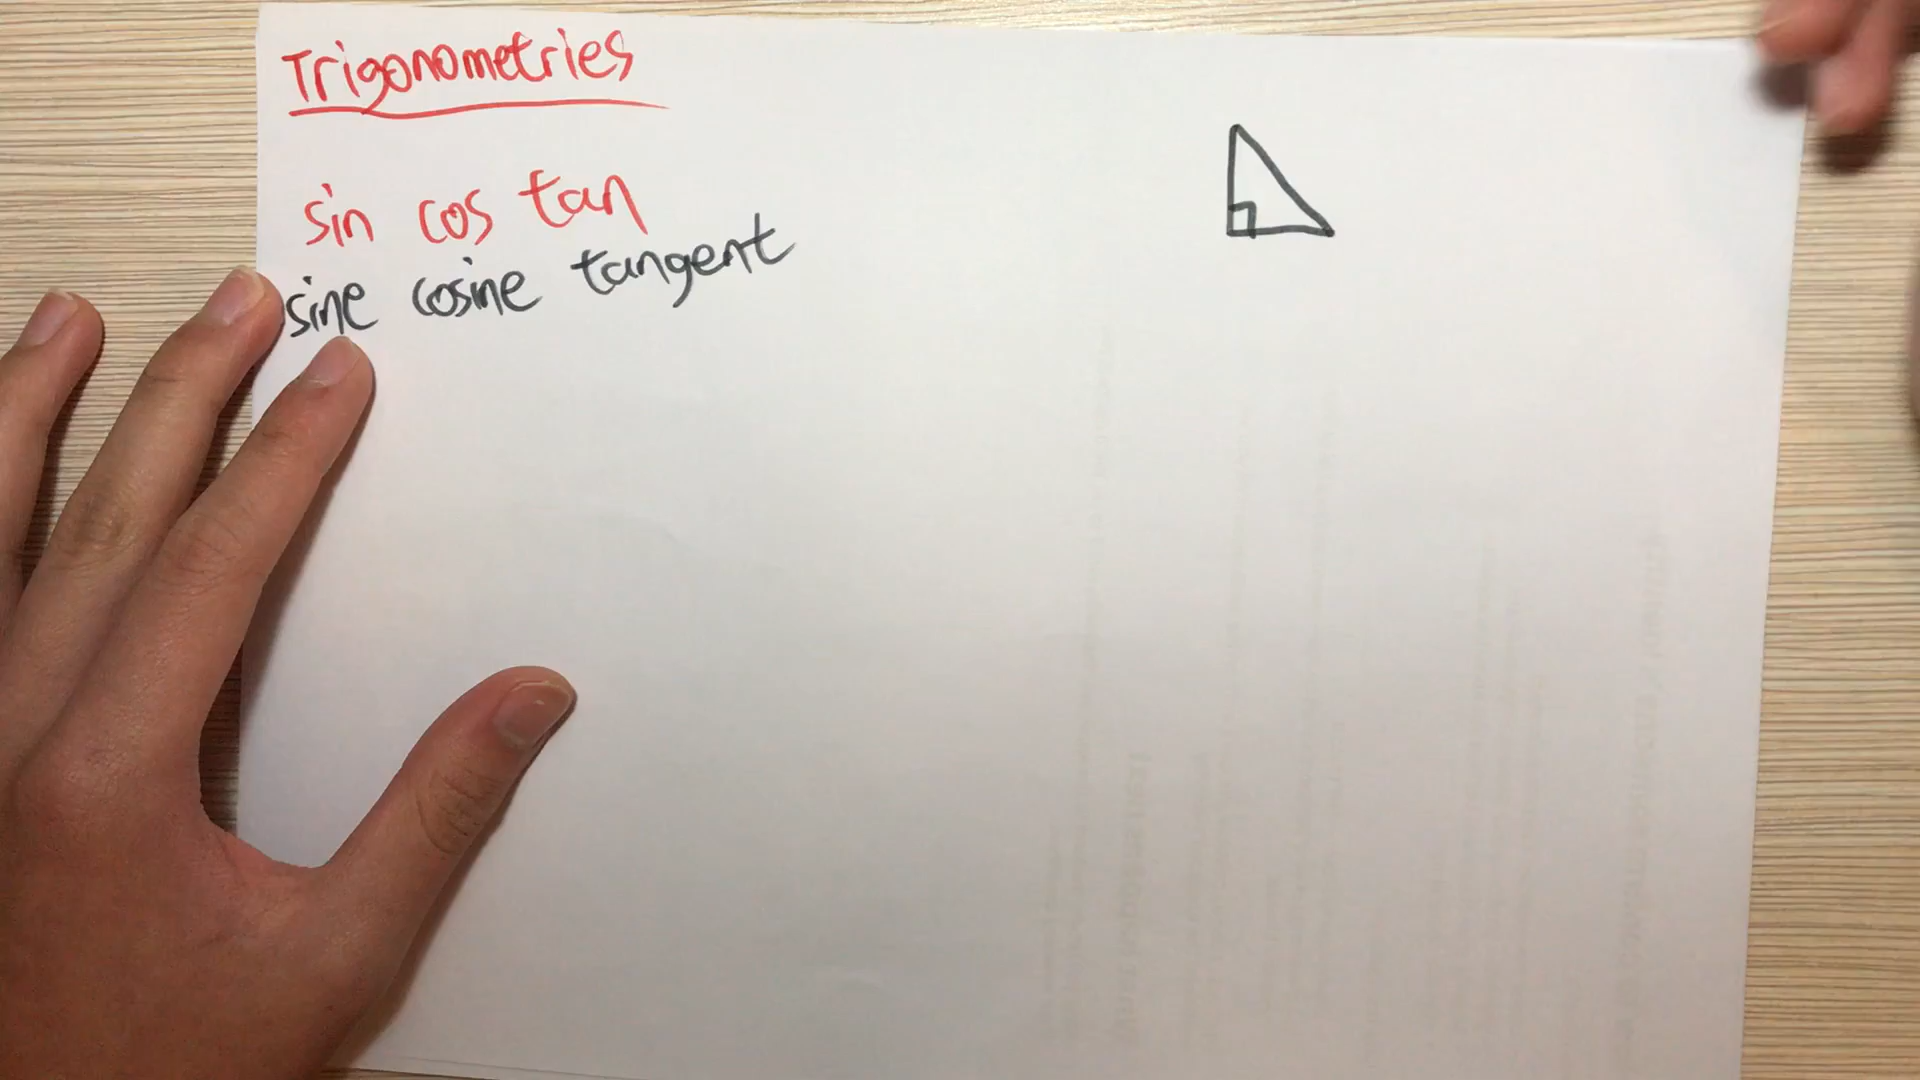 Trigonometries
sin cos tan
sine cosine tangent